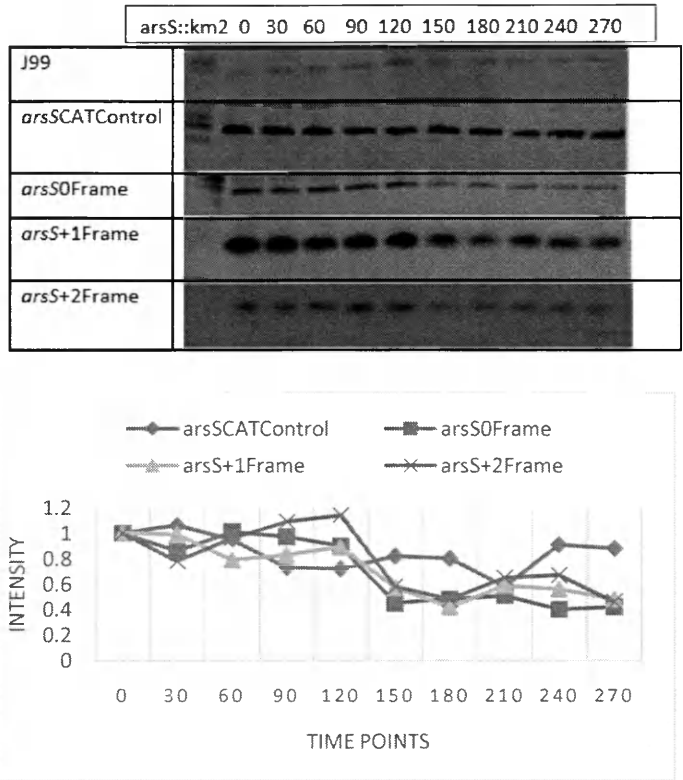 arsS::km2 0 30 60 90 120 150 180 210 240 270
J99
arsSCATControl
arsS0Frame
arsS+1Frame
arsS+2Frame
arsSCATControl arsS0Frame
arsS+1Frame arsS+2Frame
1.2
1
0.8
0.6
0.4
0.2
0
INTENSITY
0 30 60 90 120 150 180 210 240 270
TIME POINTS